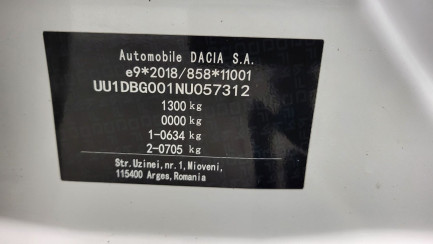 Automobile DACIA S.A.
e9*2018/858*11001
UU1DBG001NU057312
1300 kg
0000 kg
1-0634 kg
2-0705 kg
Str. Uzinei, nr. 1, Mioveni,
115400 Arges, Romania